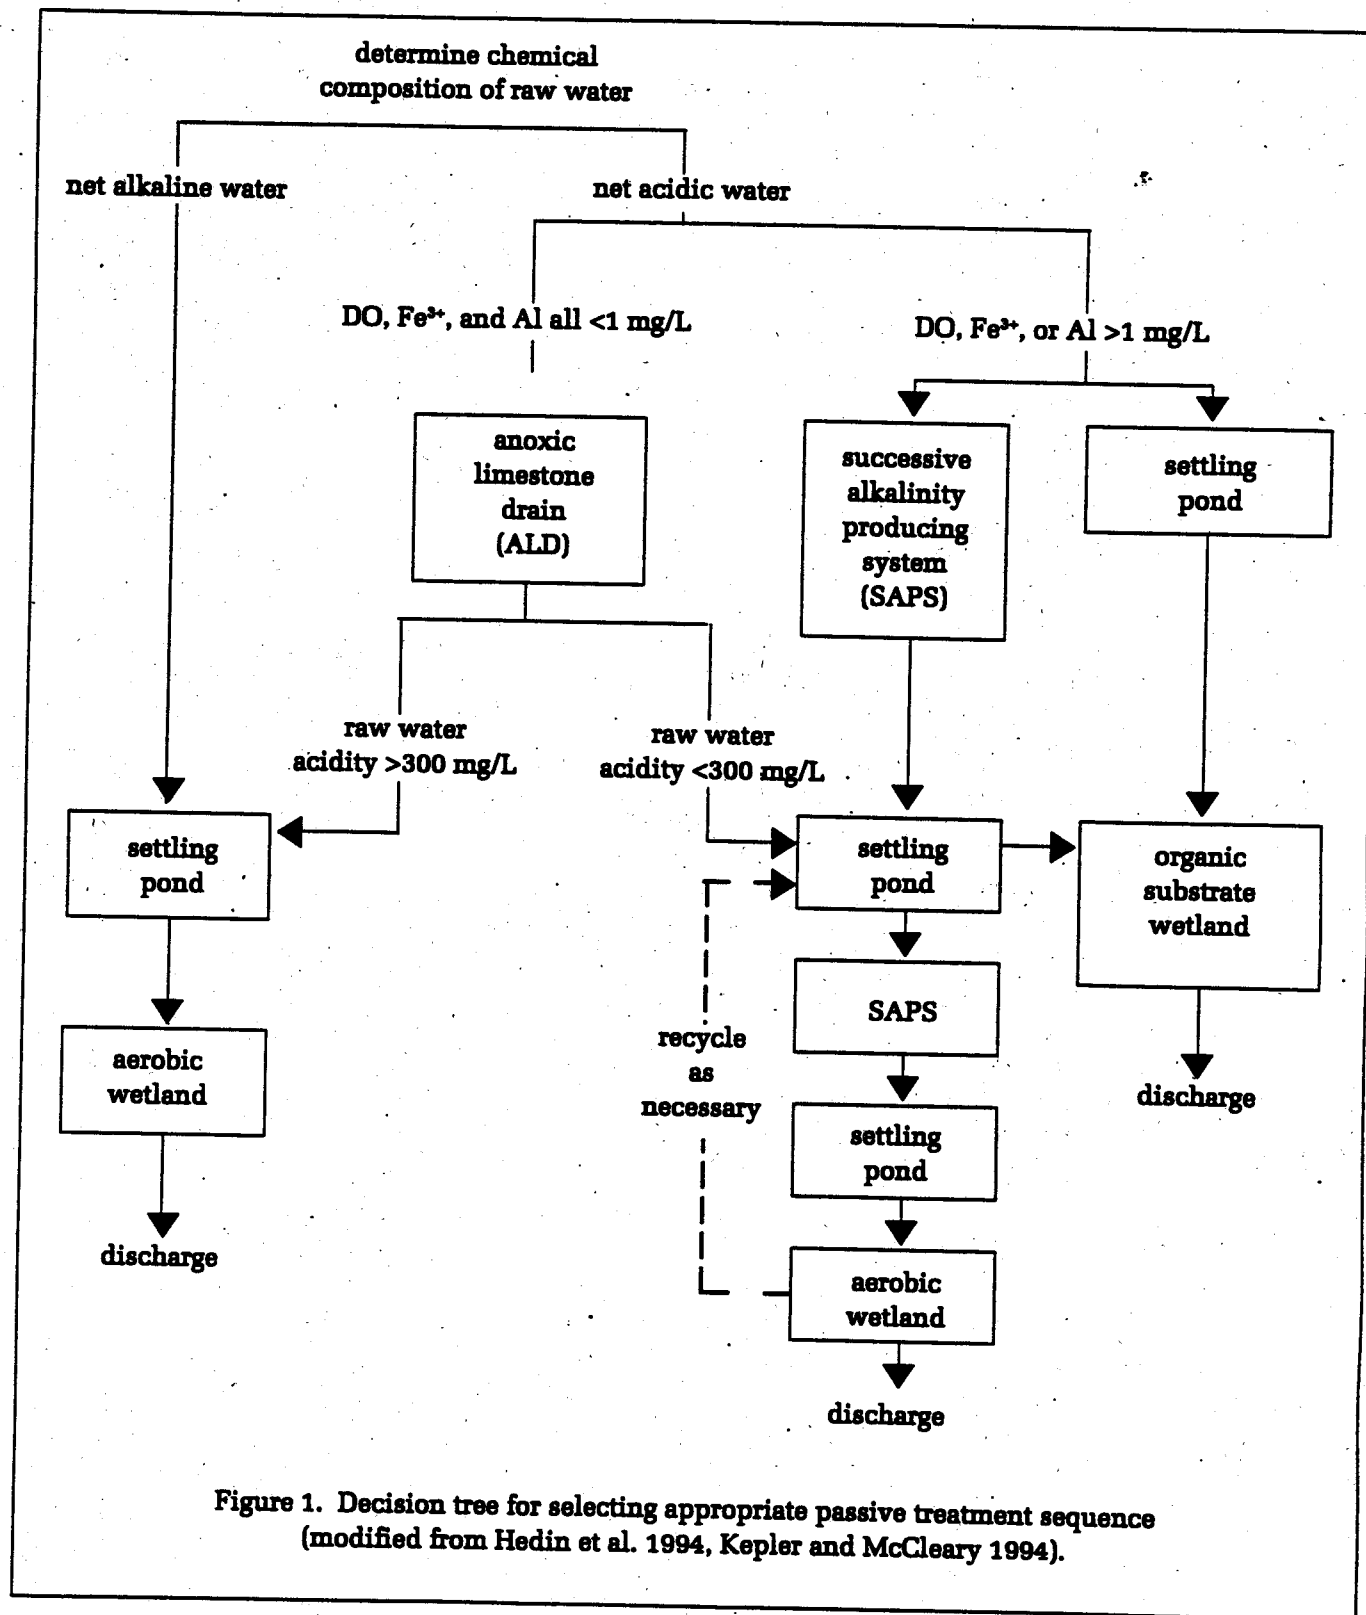 determine chemical
composition of raw water
net alkaline water
net acidic water
DO, Fe³⁺, and Al all <1 mg/L
DO, Fe³⁺, or Al >1 mg/L
anoxic
limestone
drain
(ALD)
successive
alkalinity
producing
system
(SAPS)
settling
pond
raw water
acidity >300 mg/L
raw water
acidity <300 mg/L
settling
pond
settling
pond
organic
substrate
wetland
SAPS
recycle
as
necessary
aerobic
wetland
discharge
settling
pond
discharge
aerobic
wetland
discharge
Figure 1. Decision tree for selecting appropriate passive treatment sequence
(modified from Hedin et al. 1994, Kepler and McCleary 1994).